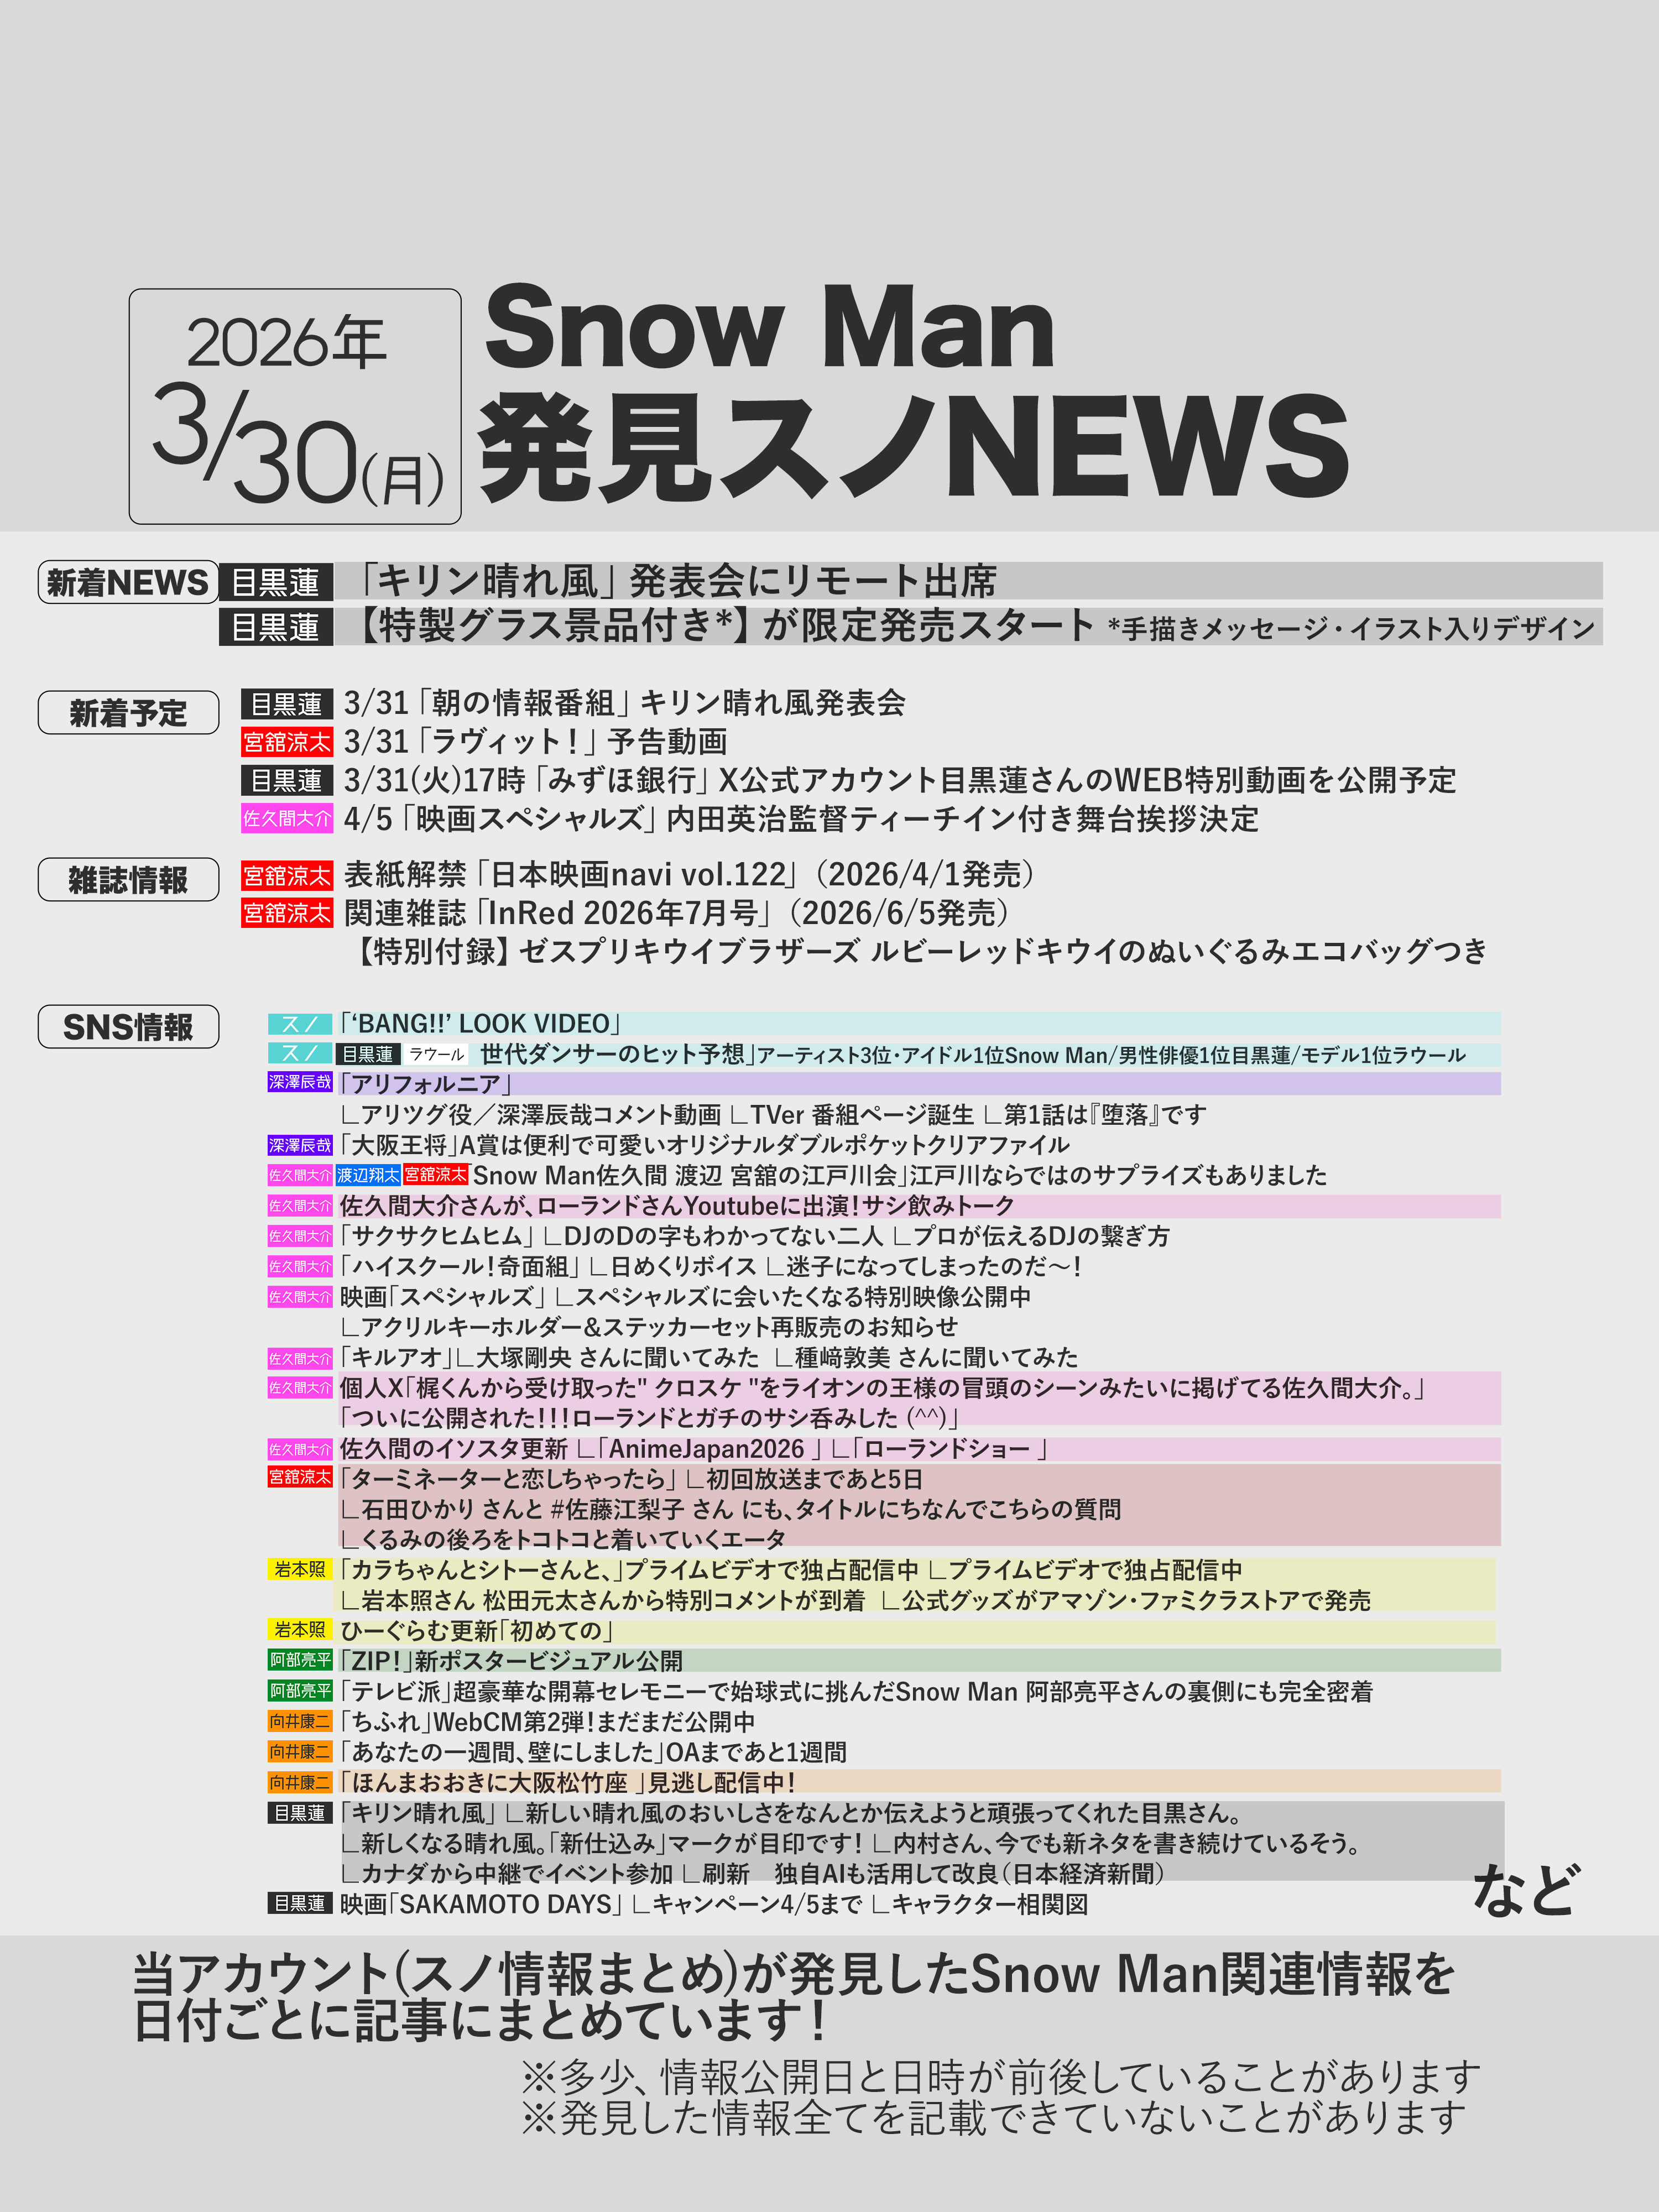 2026年
3/30(月)
Snow Man
発見スノNEWS
新着NEWS 目黒蓮 「キリン晴れ風」発表会にリモート出席
目黒蓮 【特製グラス景品付き*】が限定発売スタート *手描きメッセージ・イラスト入りデザイン
新着予定 目黒蓮 3/31「朝の情報番組」キリン晴れ風発表会
宮舘涼太 3/31「ラヴィット!」予告動画
目黒蓮 3/31(火)17時「みずほ銀行」X公式アカウント目黒蓮さんのWEB特別動画を公開予定
佐久間大介 4/5「映画スペシャルズ」内田英治監督ティーチイン付き舞台挨拶決定
雑誌情報 宮舘涼太 表紙解禁「日本映画navi vol.122」(2026/4/1発売)
宮舘涼太 関連雑誌「InRed 2026年7月号」(2026/6/5発売)
【特別付録】ゼスプリキウイブラザーズ ルビーレッドキウイのぬいぐるみエコバッグつき
SNS情報 スノ 「‘BANG!!’ LOOK VIDEO」
スノ 目黒蓮 ラウール 世代ダンサーのヒット予想」アーティスト3位・アイドル1位Snow Man/男性俳優1位目黒蓮/モデル1位ラウール
深澤辰哉 「アリフォルニア」
∟アリツグ役／深澤辰哉コメント動画 ∟TVer 番組ページ誕生 ∟第1話は『堕落』です
深澤辰哉 「大阪王将」A賞は便利で可愛いオリジナルダブルポケットクリアファイル
佐久間大介 渡辺翔太 宮舘涼太 「Snow Man佐久間 渡辺 宮舘の江戸川会」江戸川ならではのサプライズもありました
佐久間大介 佐久間大介さんが、ローランドさんYoutubeに出演!サシ飲みトーク
佐久間大介 「サクサクヒムヒム」 ∟DJのDの字もわかってない二人 ∟プロが伝えるDJの繋ぎ方
佐久間大介 「ハイスクール!奇面組」 ∟日めくりボイス ∟迷子になってしまったのだ〜!
佐久間大介 映画「スペシャルズ」 ∟スペシャルズに会いたくなる特別映像公開中
∟アクリルキーホルダー&ステッカーセット再販売のお知らせ
佐久間大介 「キルアオ」∟大塚剛央 さんに聞いてみた ∟種﨑敦美 さんに聞いてみた
佐久間大介 個人X「梶くんから受け取った" クロスケ "をライオンの王様の冒頭のシーンみたいに掲げてる佐久間大介。」
「ついに公開された!!!ローランドとガチのサシ呑みした (^^)」
佐久間大介 佐久間のイソスタ更新 ∟「AnimeJapan2026 」 ∟「ローランドショー 」
宮舘涼太 「ターミネーターと恋しちゃったら」 ∟初回放送まであと5日
∟石田ひかり さんと #佐藤江梨子 さん にも、タイトルにちなんでこちらの質問
∟くるみの後ろをトコトコと着いていくエータ
岩本照 「カラちゃんとシトーさんと、」プライムビデオで独占配信中 ∟プライムビデオで独占配信中
∟岩本照さん 松田元太さんから特別コメントが到着 ∟公式グッズがアマゾン・ファミクラストアで発売
岩本照 ひーぐらむ更新「初めての」
阿部亮平 「ZIP!」新ポスタービジュアル公開
阿部亮平 「テレビ派」超豪華な開幕セレモニーで始球式に挑んだSnow Man 阿部亮平さんの裏側にも完全密着
向井康二 「ちふれ」WebCM第2弾!まだまだ公開中
向井康二 「あなたの一週間、壁にしました」OAまであと1週間
向井康二 「ほんまおおきに大阪松竹座 」見逃し配信中!
目黒蓮 「キリン晴れ風」 ∟新しい晴れ風のおいしさをなんとか伝えようと頑張ってくれた目黒さん。
∟新しくなる晴れ風。「新仕込み」マークが目印です! ∟内村さん、今でも新ネタを書き続けているそう。
∟カナダから中継でイベント参加 ∟刷新　独自AIも活用して改良(日本経済新聞)
目黒蓮 映画「SAKAMOTO DAYS」 ∟キャンペーン4/5まで ∟キャラクター相関図
など
当アカウント(スノ情報まとめ)が発見したSnow Man関連情報を
日付ごとに記事にまとめています!
※多少、情報公開日と日時が前後していることがあります
※発見した情報全てを記載できていないことがあります